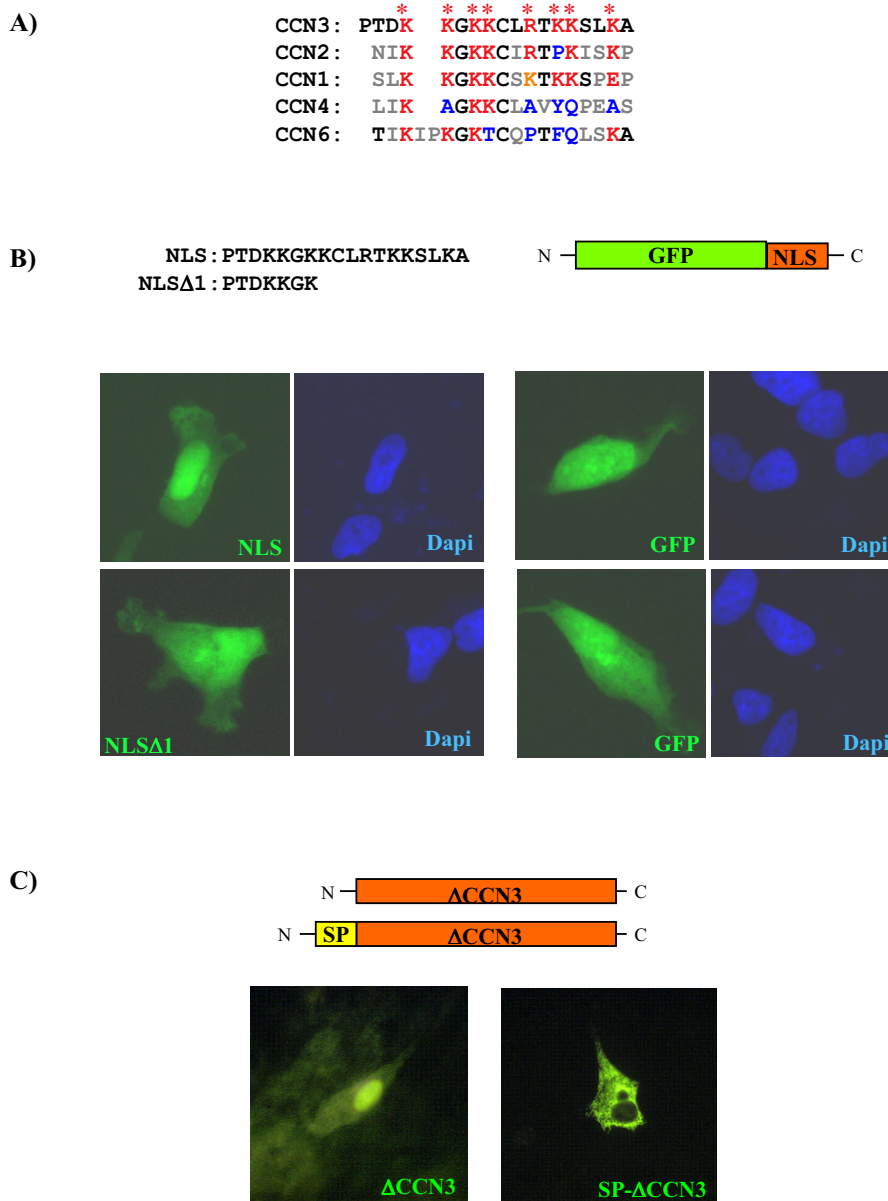 A)
* * * * * * * *
CCN3: PTDK KGKKCLRTKKSLKA
CCN2: NIK KGKKCIRTPKISKP
CCN1: SLK KGKKCSKTKKSPEP
CCN4: LIK AGKKCLAVYQPEAS
CCN6: TIKIPKGKTCQPTFQLSKA
B)
NLS:PTDKKGKKCLRTKKSLKA
NLSΔ1:PTDKKGK
N GFP NLS C
NLS Dapi GFP Dapi
NLSΔ1 Dapi GFP Dapi
C)
N ΔCCN3 C
N SP ΔCCN3 C
ΔCCN3 SP-ΔCCN3